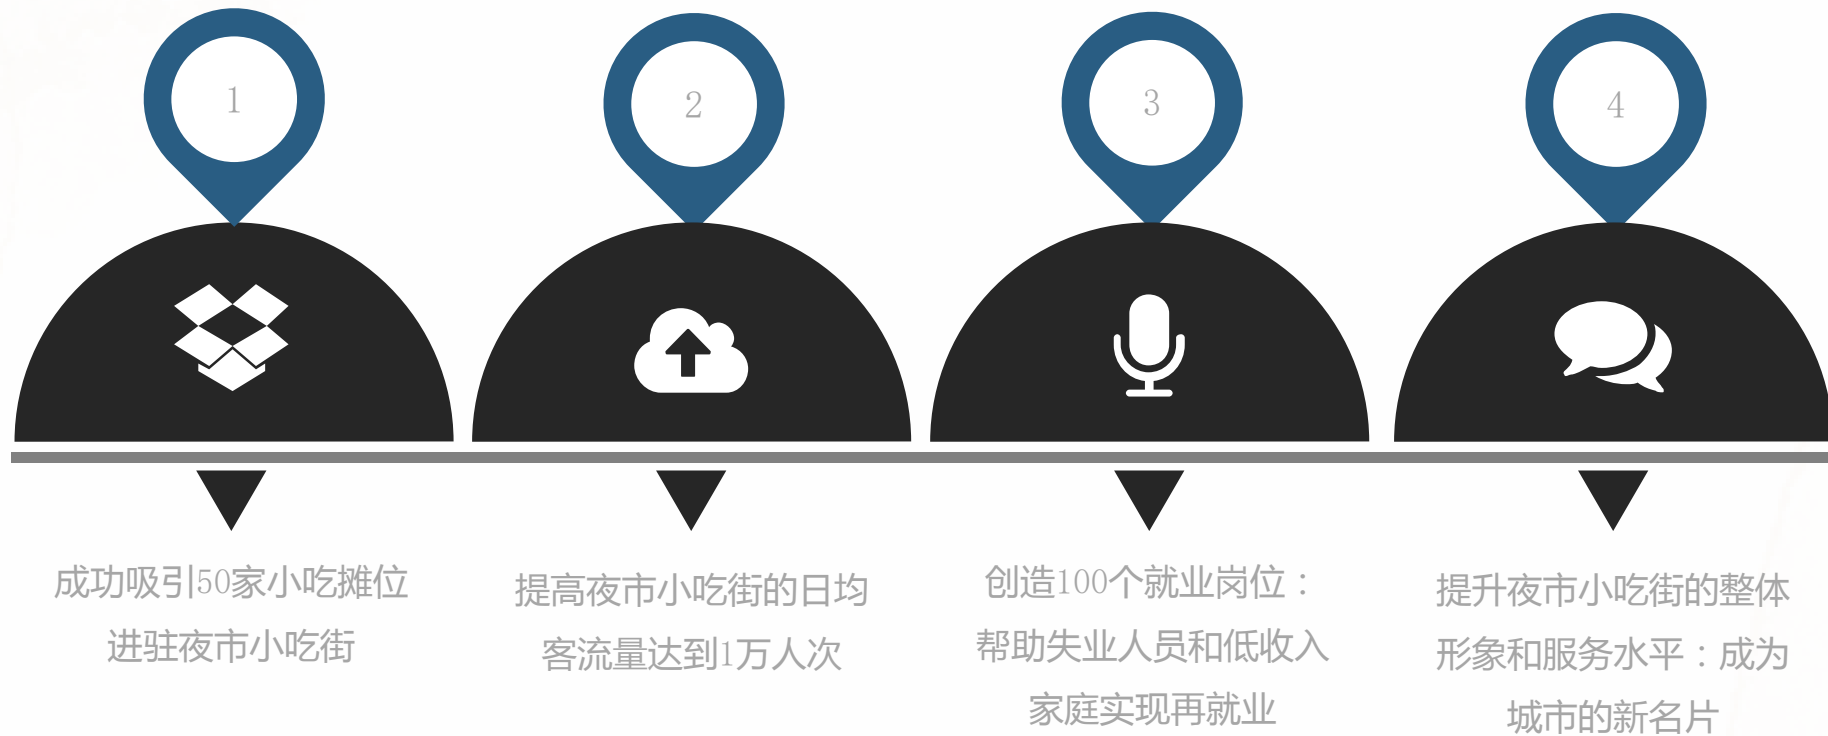 1
2
3
4
成功吸引50家小吃摊位
进驻夜市小吃街
提高夜市小吃街的日均
客流量达到1万人次
创造100个就业岗位：
帮助失业人员和低收入
家庭实现再就业
提升夜市小吃街的整体
形象和服务水平：成为
城市的新名片